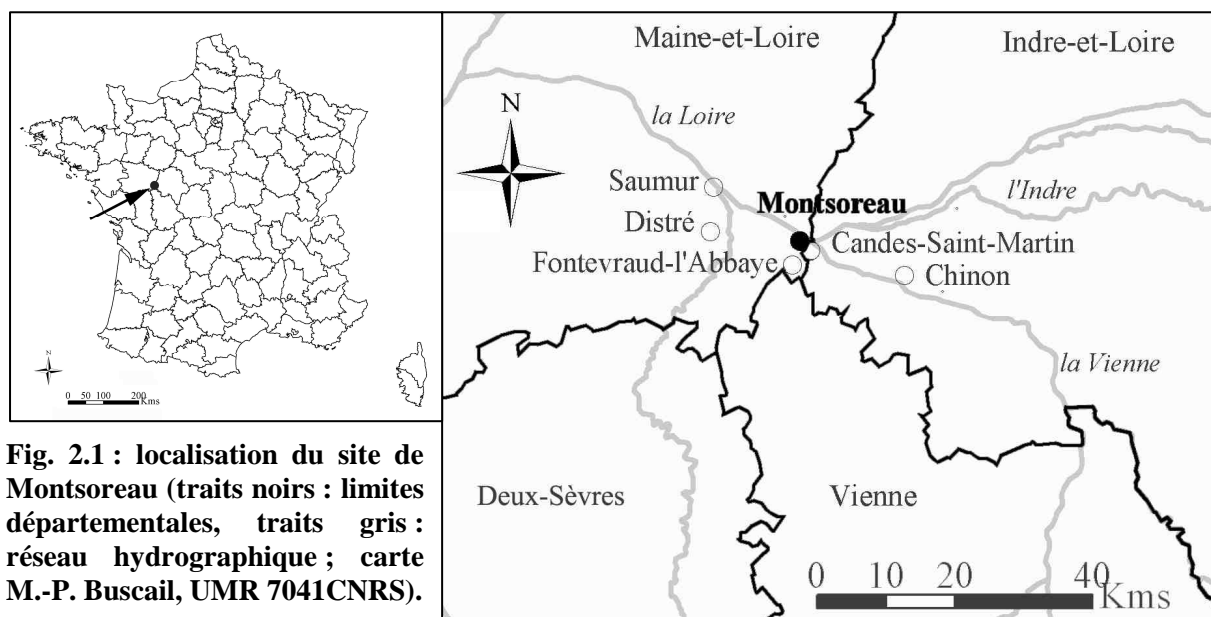 N
0 50 100 200
Kms
Fig. 2.1 : localisation du site de
Montsoreau (traits noirs : limites
départementales, traits gris :
réseau hydrographique ; carte
M.-P. Buscail, UMR 7041CNRS).
Maine-et-Loire
Indre-et-Loire
N
la Loire
Saumur
l'Indre
Montsoreau
Distré
Candes-Saint-Martin
Fontevraud-l'Abbaye
Chinon
la Vienne
Deux-Sèvres
Vienne
0 10 20 40
Kms